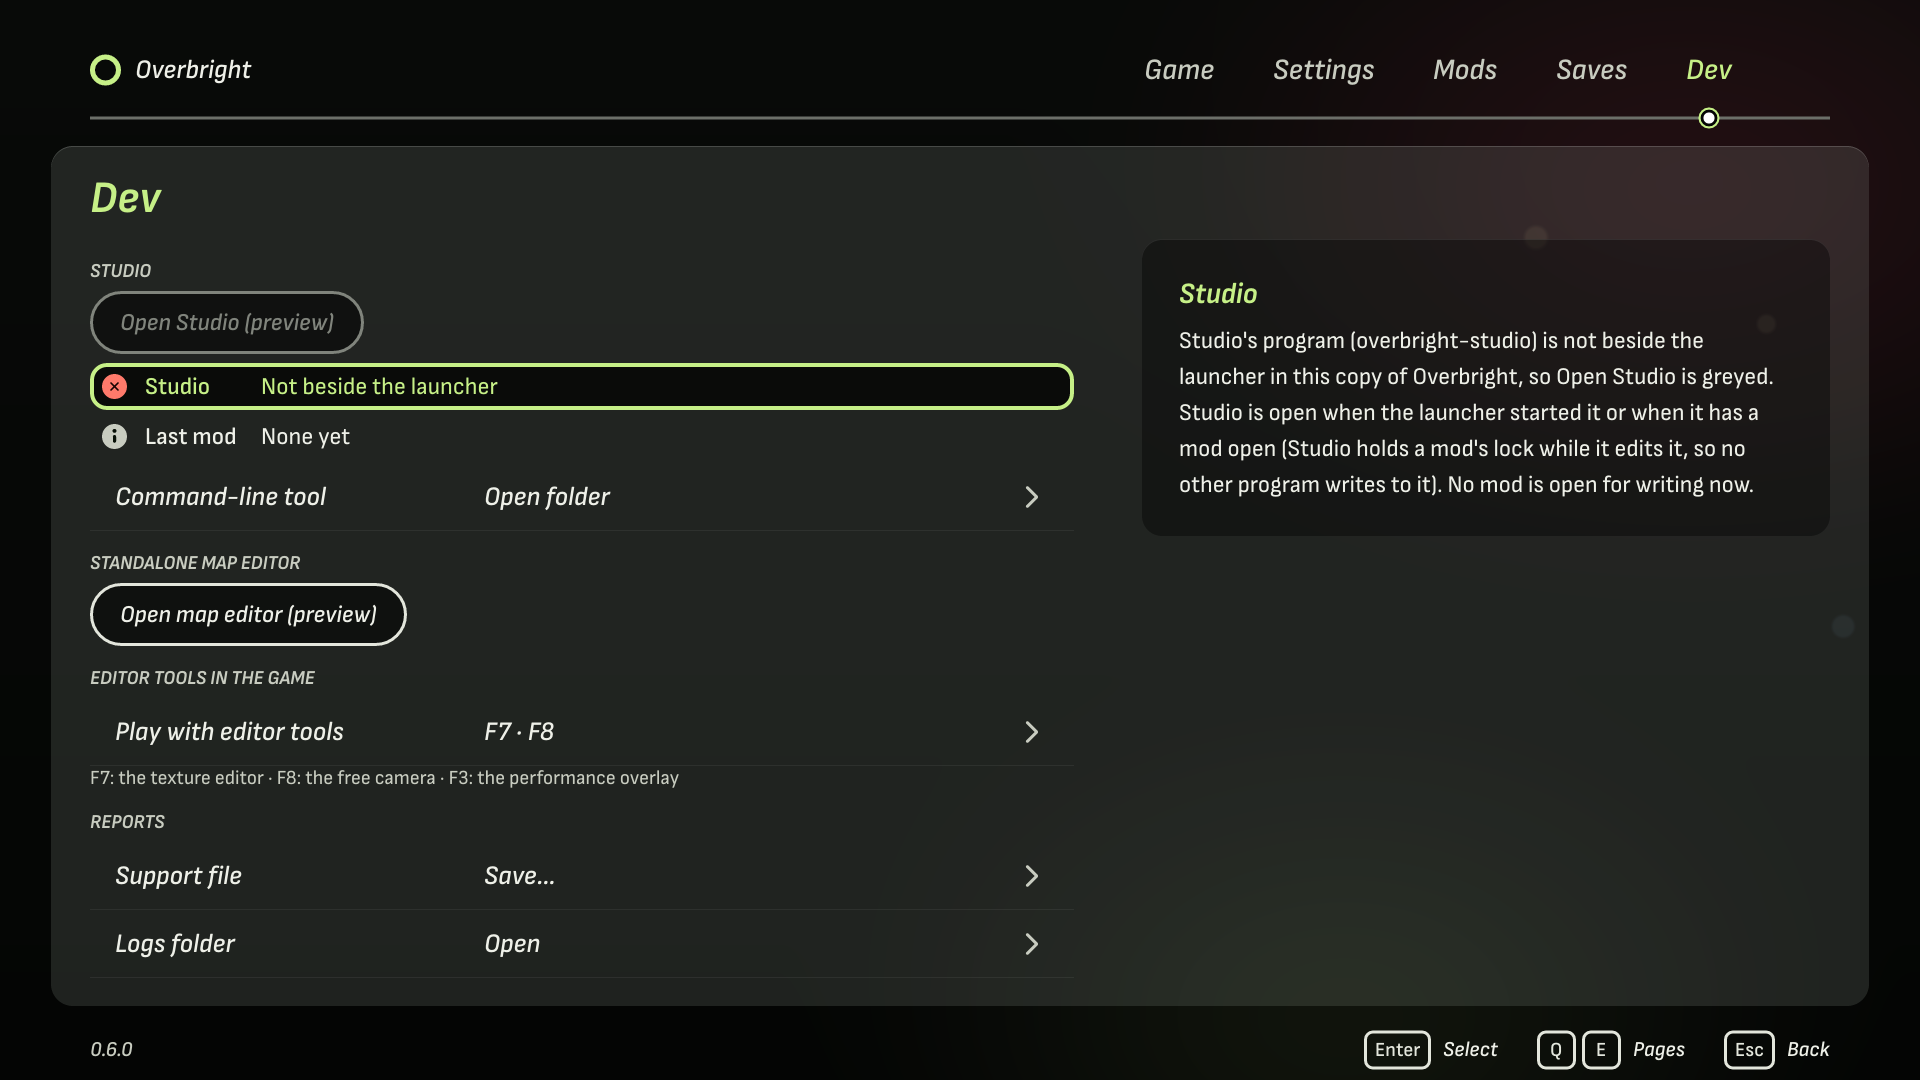 Overbright
Game
Settings
Mods
Saves
Dev
Dev
STUDIO
Open Studio (preview)
Studio
Not beside the launcher
Last mod
None yet
Command-line tool
Open folder
STANDALONE MAP EDITOR
Open map editor (preview)
EDITOR TOOLS IN THE GAME
Play with editor tools
F7 · F8
F7: the texture editor · F8: the free camera · F3: the performance overlay
REPORTS
Support file
Save...
Logs folder
Open
Studio
Studio's program (overbright-studio) is not beside the
launcher in this copy of Overbright, so Open Studio is greyed.
Studio is open when the launcher started it or when it has a
mod open (Studio holds a mod's lock while it edits it, so no
other program writes to it). No mod is open for writing now.
0.6.0
Enter Select
Q E Pages
Esc Back